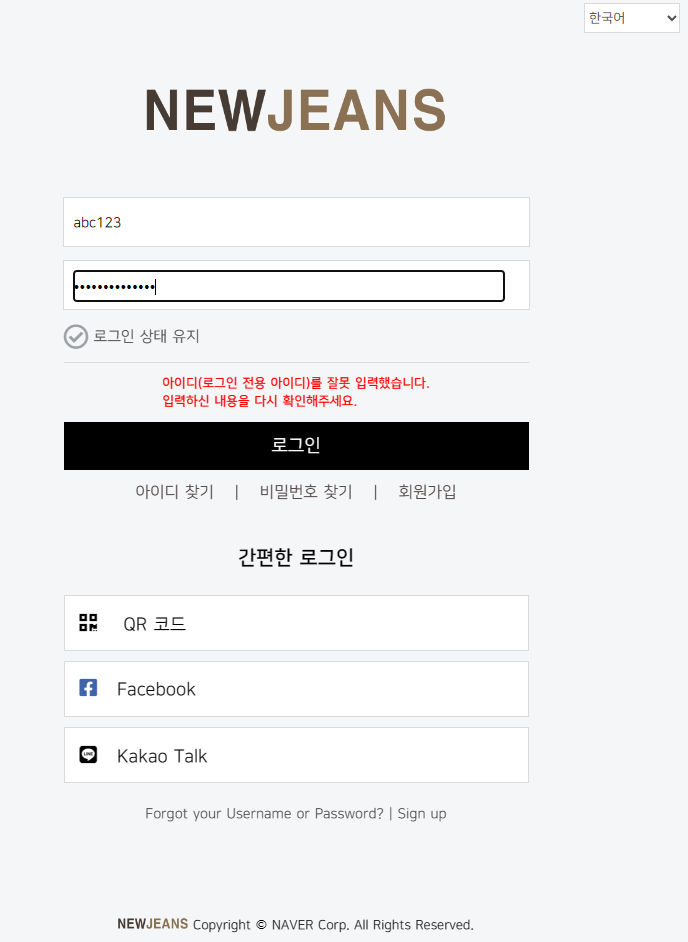 한국어
NEWJEANS
abc123
••••••••••••••
로그인 상태 유지
아이디(로그인 전용 아이디)를 잘못 입력했습니다.
입력하신 내용을 다시 확인해주세요.
로그인
아이디 찾기 | 비밀번호 찾기 | 회원가입
간편한 로그인
QR 코드
Facebook
LINE Kakao Talk
Forgot your Username or Password? | Sign up
NEWJEANS Copyright © NAVER Corp. All Rights Reserved.